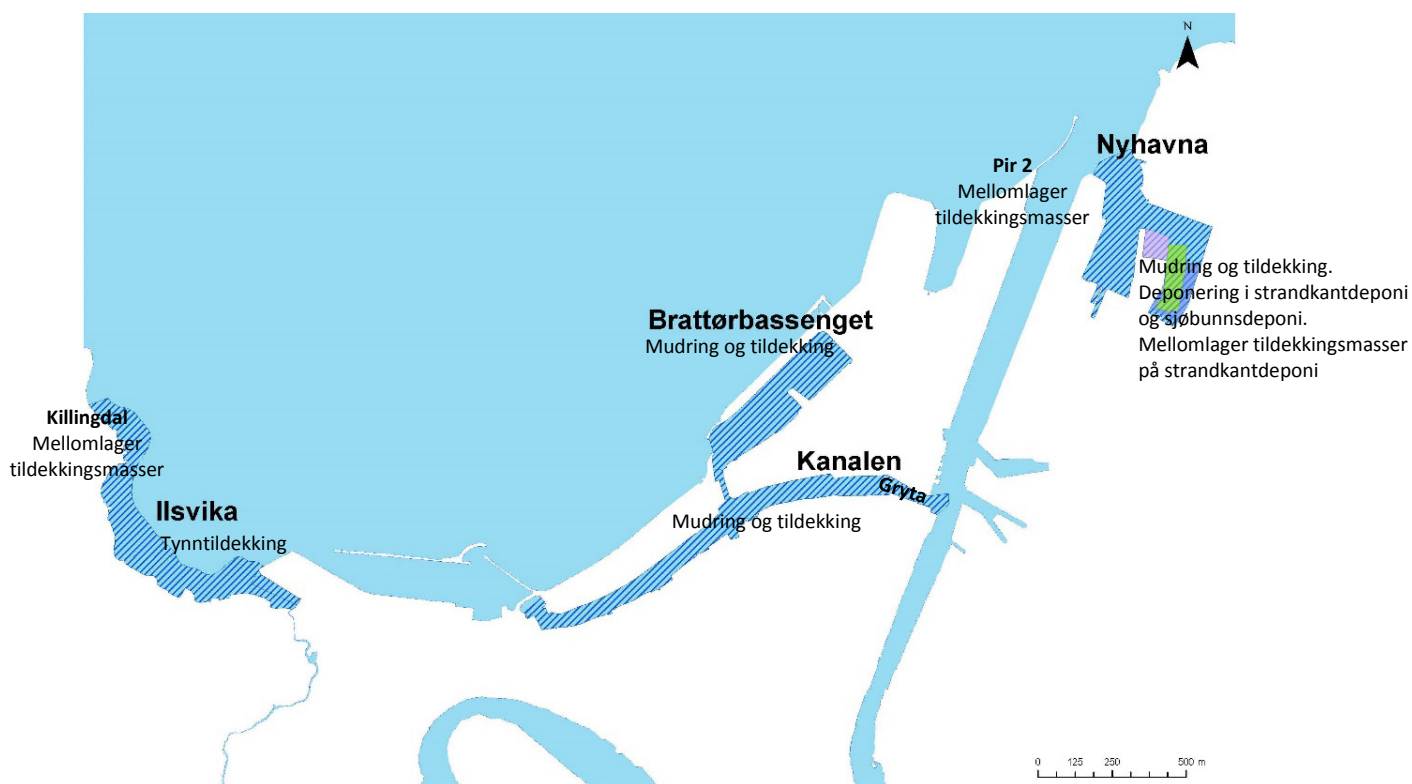 N
Nyhavna
Pir 2
Mellomlager
tildekkingsmasser
Mudring og tildekking.
Deponering i strandkantdeponi
og sjøbunnsdeponi.
Mellomlager tildekkingsmasser
på strandkantdeponi
Brattørbassenget
Mudring og tildekking
Killingdal
Mellomlager
tildekkingsmasser
Kanalen
Gryta
Ilsvika
Mudring og tildekking
Tynntildekking
0 125 250 500 m